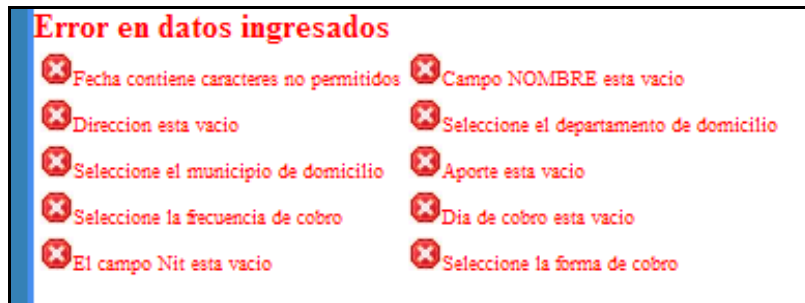 Error en datos ingresados
Fecha contiene caracteres no permitidos Campo NOMBRE esta vacio
Direccion esta vacio Seleccione el departamento de domicilio
Seleccione el municipio de domicilio Aporte esta vacio
Seleccione la frecuencia de cobro Dia de cobro esta vacio
El campo Nit esta vacio Seleccione la forma de cobro